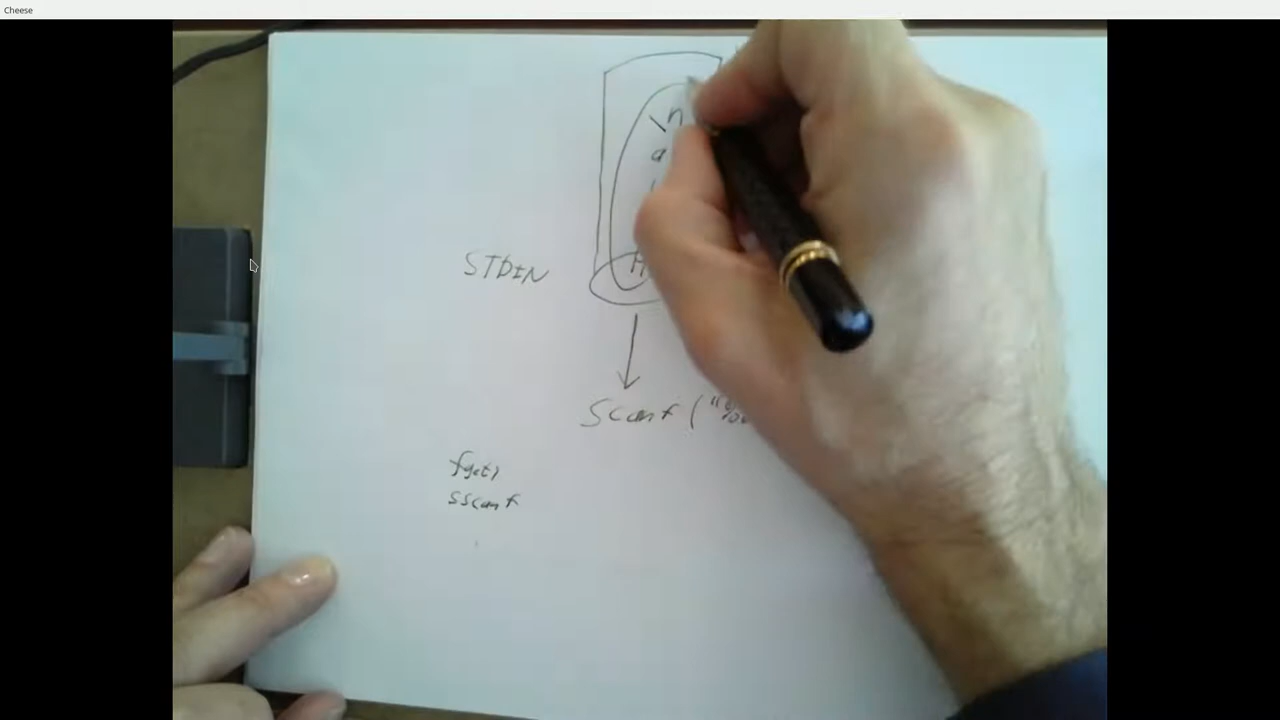 Cheese
\n
a
STDIN
H
scanf ("%
fgets
sscanf